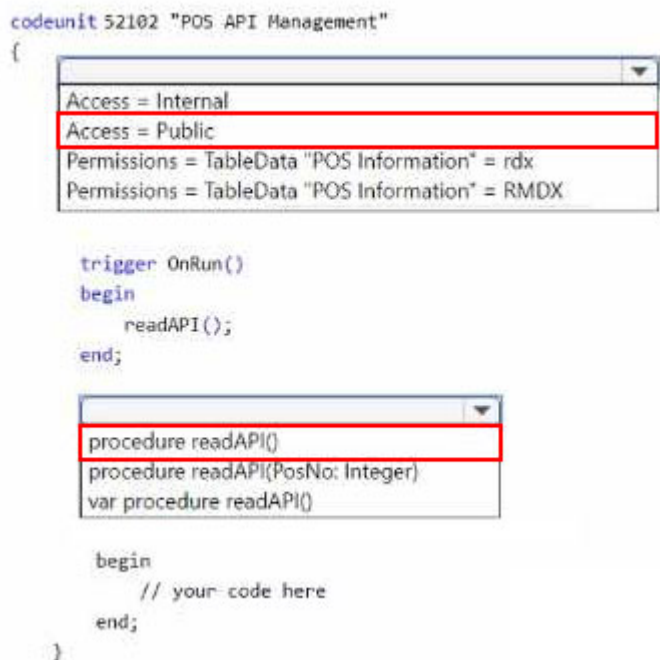 codeunit 52102 "POS API Management"
{
Access = Internal
Access = Public
Permissions = TableData "POS Information" = rdx
Permissions = TableData "POS Information" = RMDX
trigger OnRun()
begin
readAPI();
end;
procedure readAPI()
procedure readAPI(PosNo: Integer)
var procedure readAPI()
begin
// your code here
end;
}